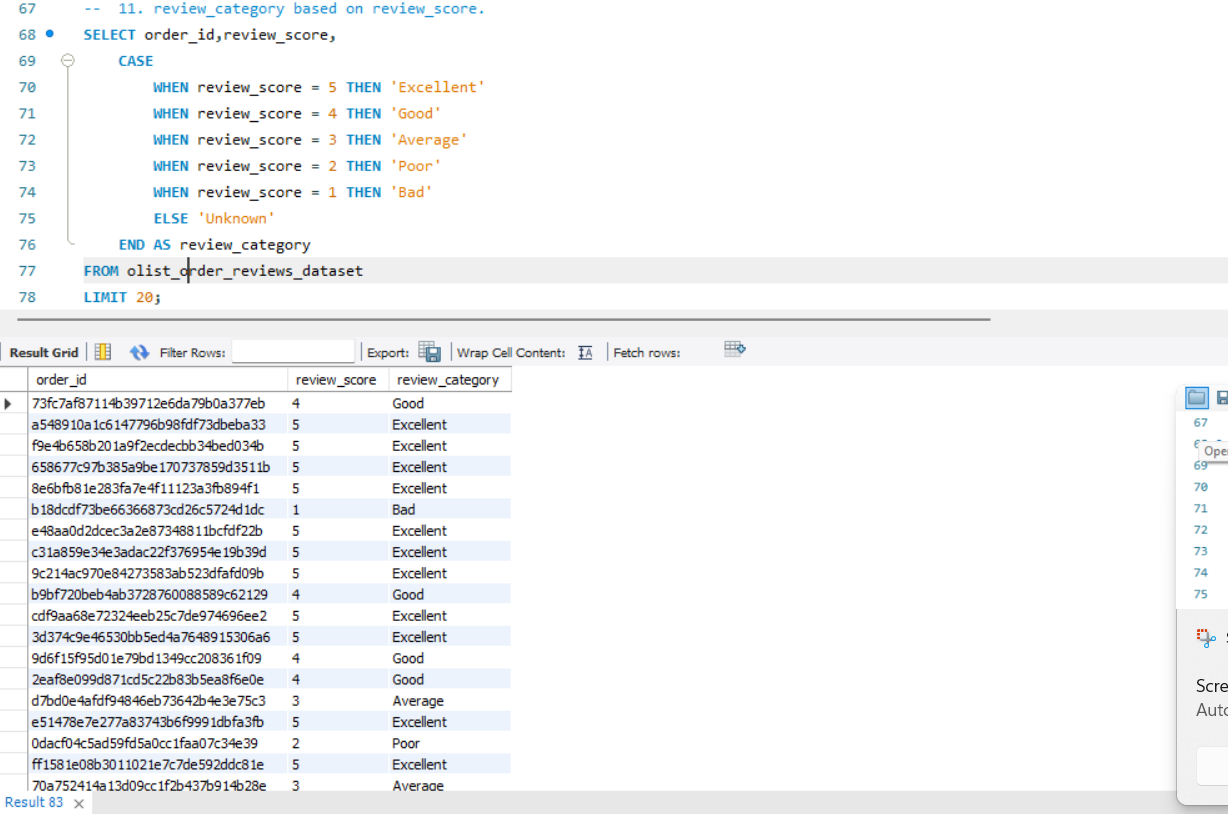 67 -- 11. review_category based on review_score.
68 SELECT order_id,review_score,
69 CASE
70 WHEN review_score = 5 THEN 'Excellent'
71 WHEN review_score = 4 THEN 'Good'
72 WHEN review_score = 3 THEN 'Average'
73 WHEN review_score = 2 THEN 'Poor'
74 WHEN review_score = 1 THEN 'Bad'
75 ELSE 'Unknown'
76 END AS review_category
77 FROM olist_order_reviews_dataset
78 LIMIT 20;
Result Grid Filter Rows: Export: Wrap Cell Content: Fetch rows:
order_id review_score review_category
73fc7af87114b39712e6da79b0a377eb 4 Good
a548910a1c6147796b98fdf73dbeba33 5 Excellent
f9e4b658b201a9f2ecdecbb34bed034b 5 Excellent
658677c97b385a9be170737859d3511b 5 Excellent
8e6bfb81e283fa7e4f11123a3fb894f1 5 Excellent
b18dcdf73be66366873cd26c5724d1dc 1 Bad
e48aa0d2dcec3a2e87348811bcfdf22b 5 Excellent
c31a859e34e3adac22f376954e19b39d 5 Excellent
9c214ac970e84273583ab523dfafd09b 5 Excellent
b9bf720beb4ab3728760088589c62129 4 Good
cdf9aa68e72324eeb25c7de974696ee2 5 Excellent
3d374c9e46530bb5ed4a7648915306a6 5 Excellent
9d6f15f95d01e79bd1349cc208361f09 4 Good
2eaf8e099d871cd5c22b83b5ea8f6e0e 4 Good
d7bd0e4afdf94846eb73642b4e3e75c3 3 Average
e51478e7e277a83743b6f9991dbfa3fb 5 Excellent
0dacf04c5ad59fd5a0cc1faa07c34e39 2 Poor
ff1581e08b3011021e7c7de592ddc81e 5 Excellent
70a752414a13d09cc1f2b437b914b28e 3 Average
Result 83
67
Ope
69
70
71
72
73
74
75
Scre
Auto